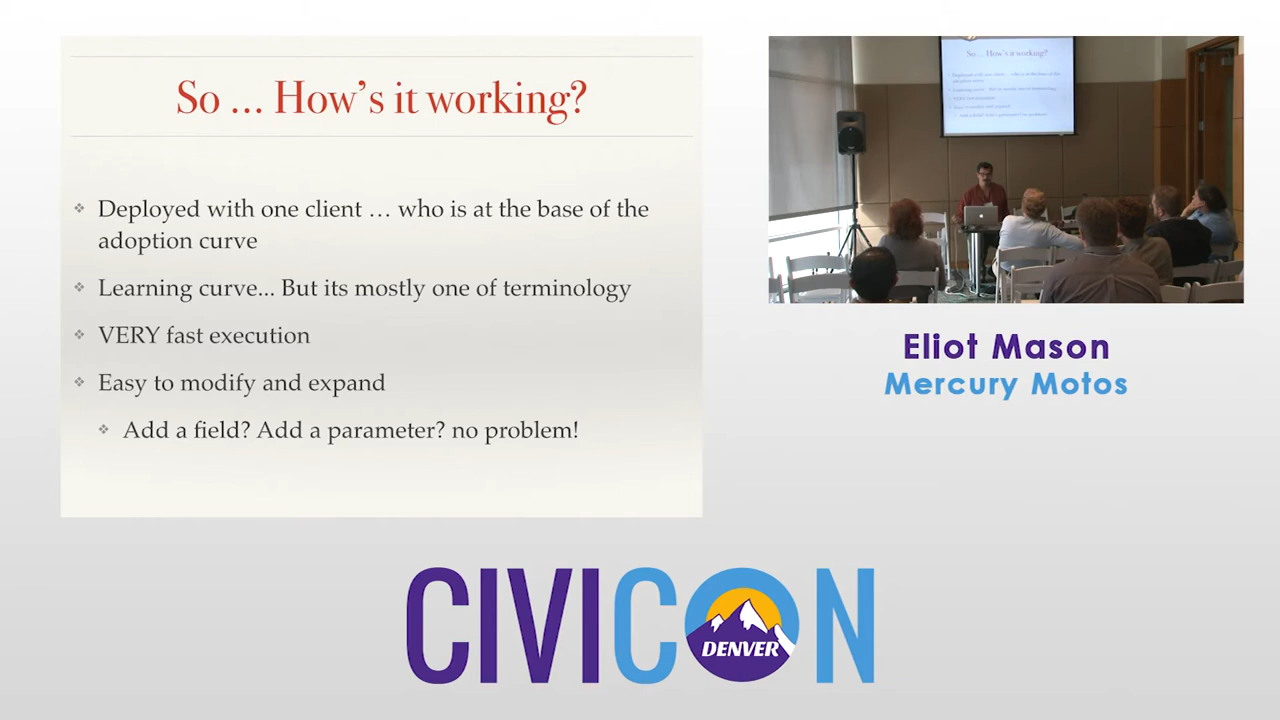 So ... How's it working?
Deployed with one client … who is at the base of the
adoption curve
Learning curve... But its mostly one of terminology
VERY fast execution
Easy to modify and expand
Add a field? Add a parameter? no problem!
So ... How's it working?
Eliot Mason
Mercury Motos
CIVICON
DENVER